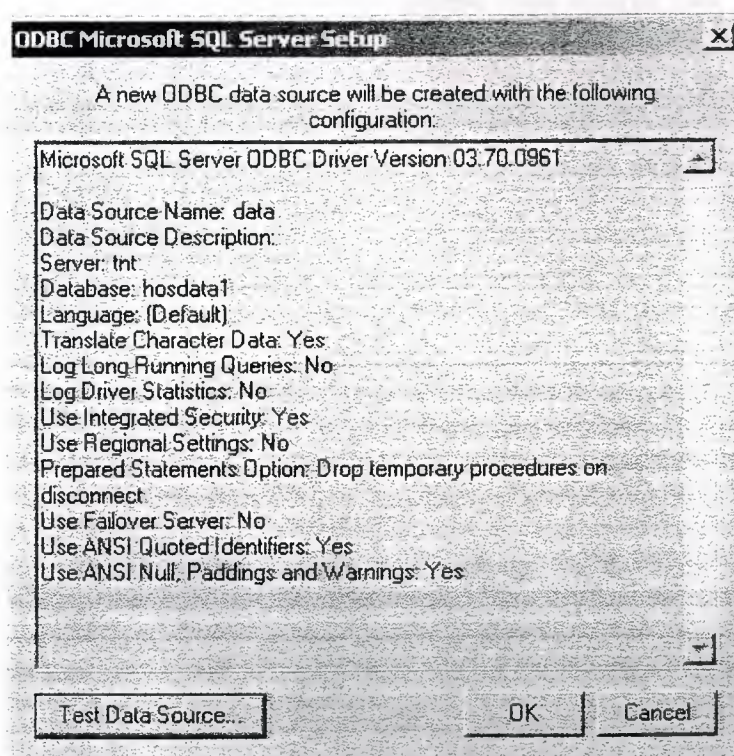 ODBC Microsoft SQL Server Setup
A new ODBC data source will be created with the following
configuration:
Microsoft SQL Server ODBC Driver Version 03.70.0961
Data Source Name: data
Data Source Description:
Server: tnt
Database: hosdata1
Language: (Default)
Translate Character Data: Yes
Log Long Running Queries: No
Log Driver Statistics: No
Use Integrated Security: Yes
Use Regional Settings: No
Prepared Statements Option: Drop temporary procedures on
disconnect
Use Failover Server: No
Use ANSI Quoted Identifiers: Yes
Use ANSI Null, Paddings and Warnings: Yes
Test Data Source...
OK
Cancel